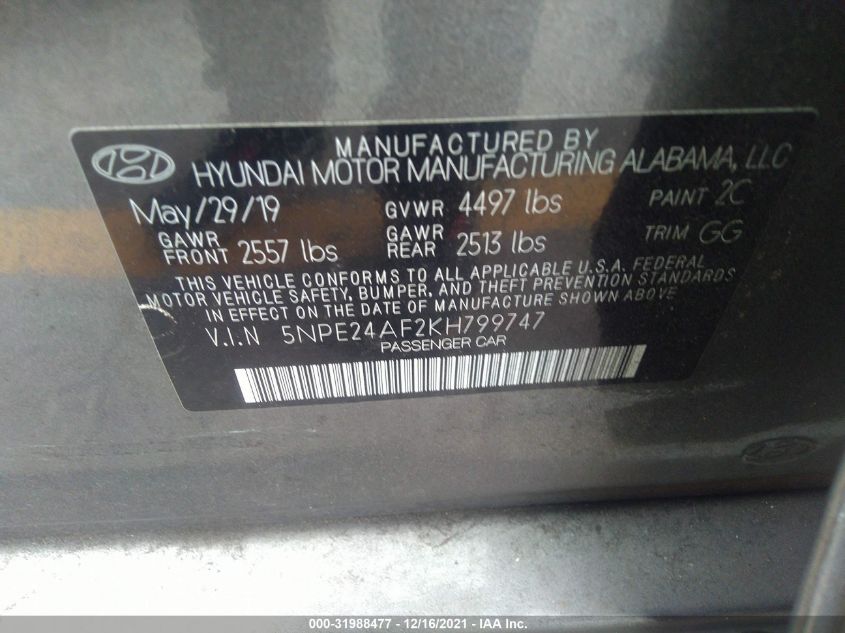 MANUFACTURED BY
HYUNDAI MOTOR MANUFACTURING ALABAMA, LLC
May/29/19 GVWR 4497 lbs PAINT 2C
GAWR FRONT 2557 lbs GAWR REAR 2513 lbs TRIM GG
THIS VEHICLE CONFORMS TO ALL APPLICABLE U.S.A. FEDERAL
MOTOR VEHICLE SAFETY, BUMPER, AND THEFT PREVENTION STANDARDS
IN EFFECT ON THE DATE OF MANUFACTURE SHOWN ABOVE.
V.I.N 5NPE24AF2KH799747
PASSENGER CAR
000-31988477 - 12/16/2021 - IAA Inc.